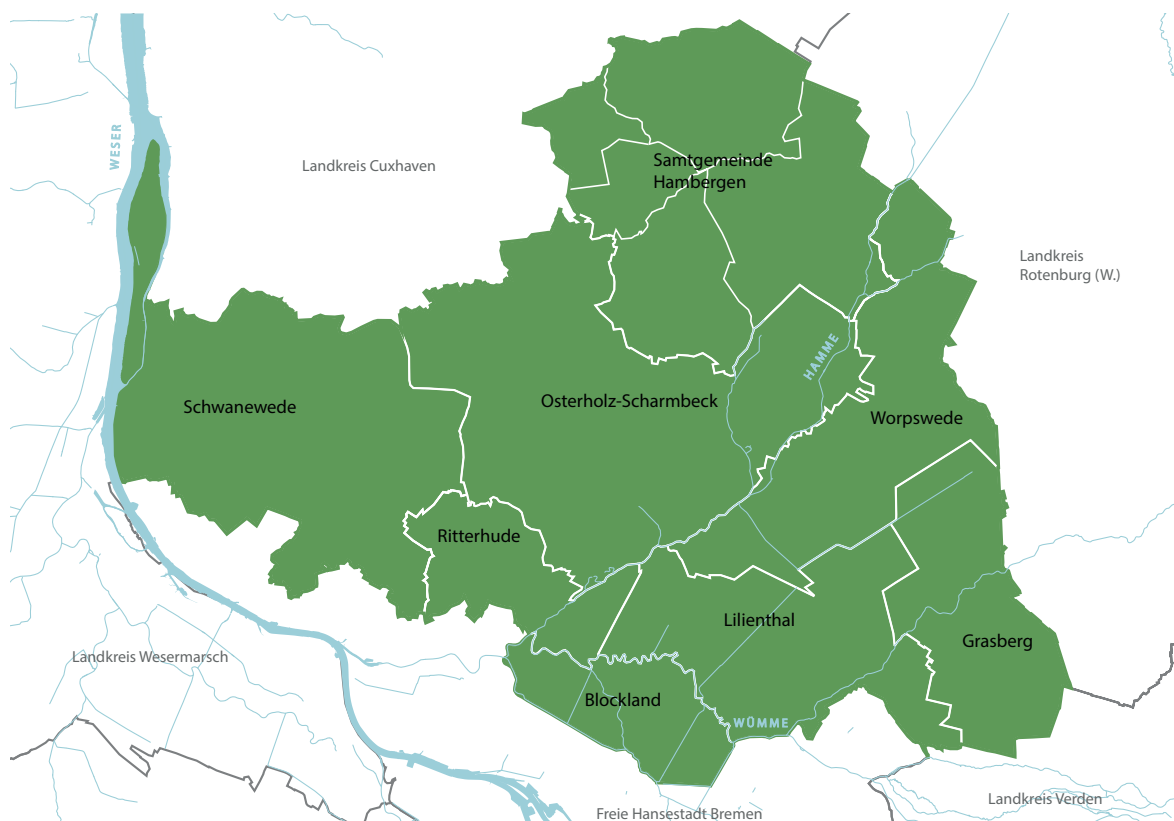 WESER
Landkreis Cuxhaven
Samtgemeinde
Hambergen
Landkreis
Rotenburg (W.)
HAMME
Schwanewede
Osterholz-Scharmbeck
Worpswede
Ritterhude
Lilienthal
Grasberg
Landkreis Wesermarsch
Blockland
WÜMME
Landkreis Verden
Freie Hansestadt Bremen